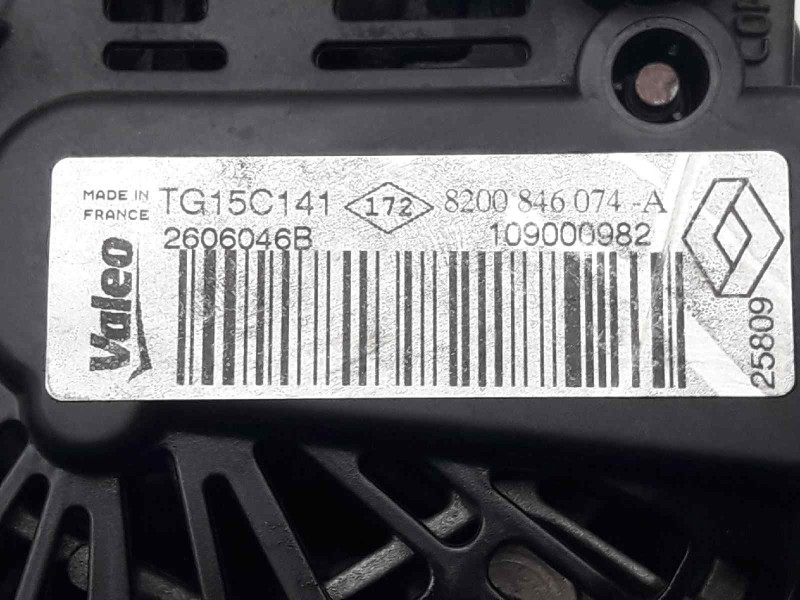 MADE IN
FRANCE
TG15C141 172 8200 846 074 -A
2606046B 109000982
Valeo
25809